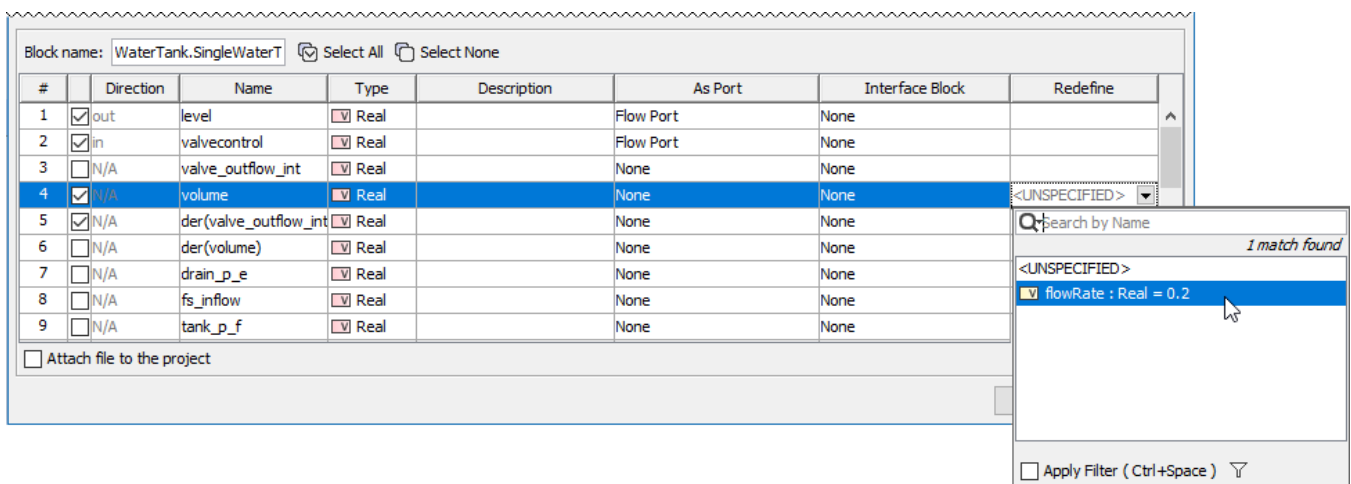 Block name: WaterTank.SingleWaterT Select All Select None
# Direction Name Type Description As Port Interface Block Redefine
1 out level V Real Flow Port None
2 in valvecontrol V Real Flow Port None
3 N/A valve_outflow_int V Real None None
4 N/A volume V Real None None <UNSPECIFIED>
5 N/A der(valve_outflow_int V Real None None
6 N/A der(volume) V Real None None
7 N/A drain_p_e V Real None None
8 N/A fs_inflow V Real None None
9 N/A tank_p_f V Real None None
Attach file to the project
Search by Name
1 match found
<UNSPECIFIED>
V flowRate : Real = 0.2
Apply Filter ( Ctrl+Space )